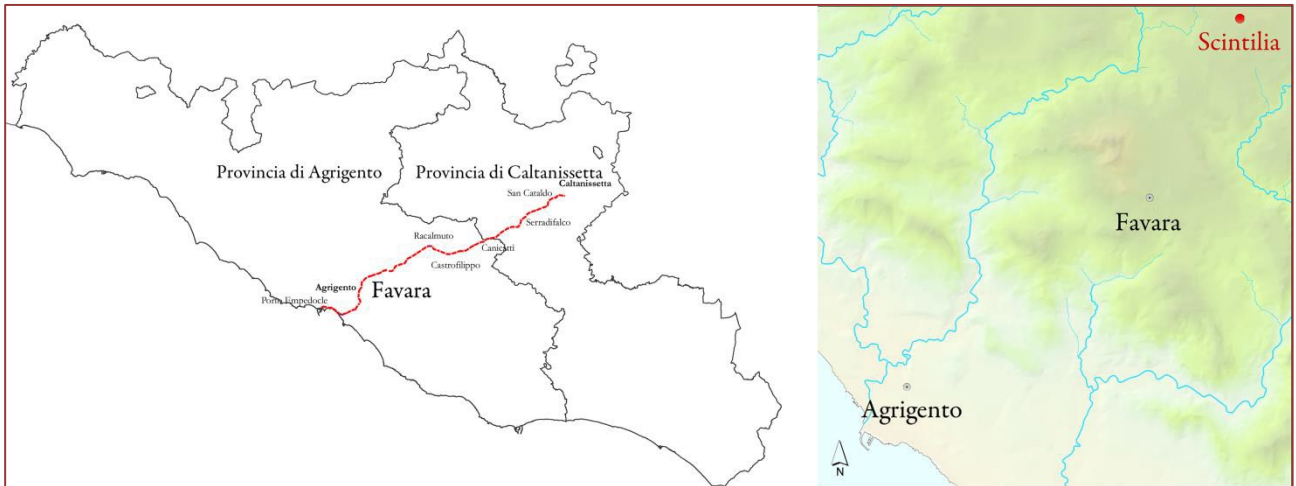 Provincia di Agrigento
Provincia di Caltanissetta
Caltanissetta
San Cataldo
Serradifalco
Racalmuto
Canicattì
Castrofilippo
Agrigento
Favara
Porto Empedocle
Scintilia
Favara
Agrigento
N